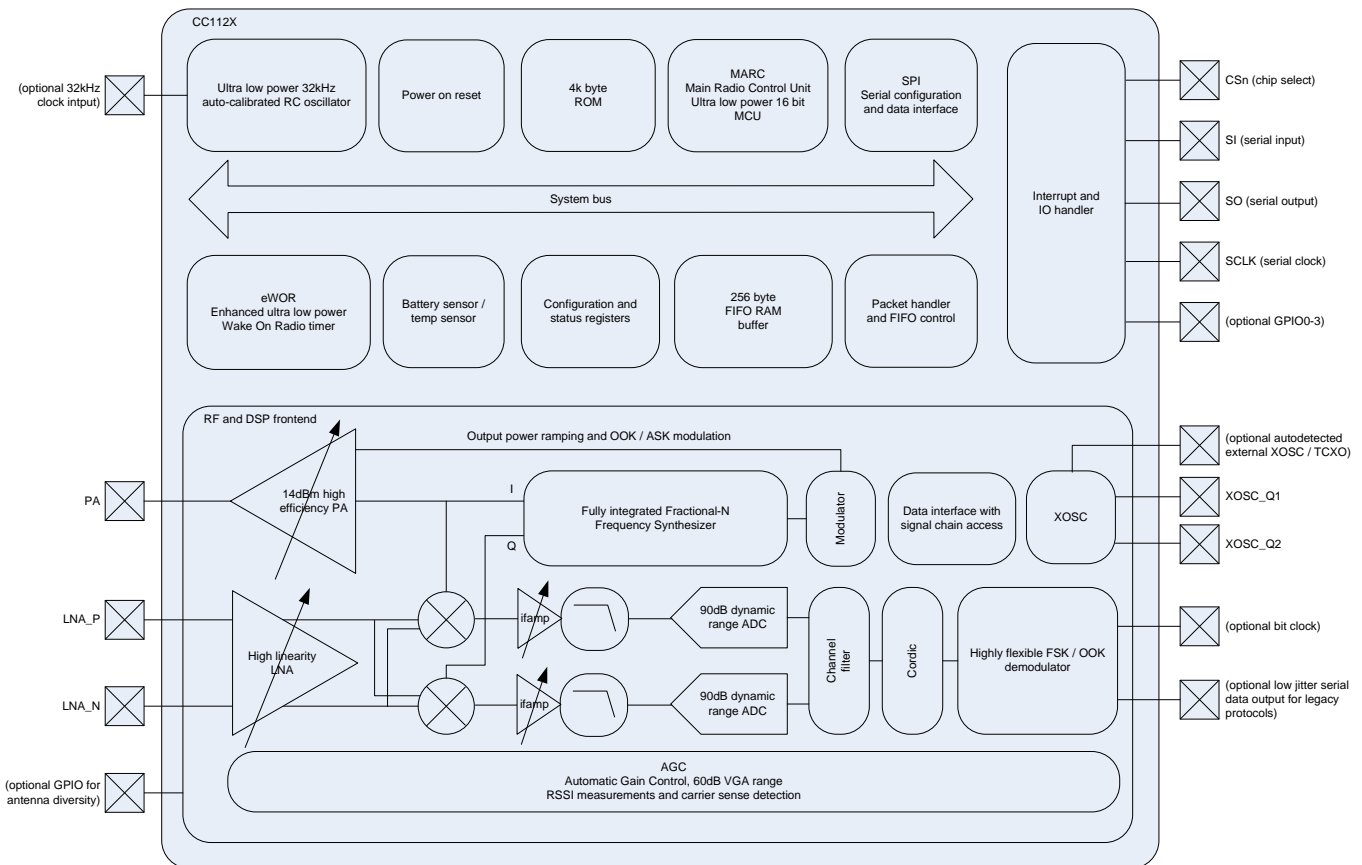 CC112X
(optional 32kHz
clock intput)
Ultra low power 32kHz
auto-calibrated RC oscillator
Power on reset
4k byte
ROM
MARC
Main Radio Control Unit
Ultra low power 16 bit
MCU
SPI
Serial configuration
and data interface
Interrupt and
IO handler
CSn (chip select)
SI (serial input)
SO (serial output)
SCLK (serial clock)
(optional GPIO0-3)
System bus
eWOR
Enhanced ultra low power
Wake On Radio timer
Battery sensor /
temp sensor
Configuration and
status registers
256 byte
FIFO RAM
buffer
Packet handler
and FIFO control
RF and DSP frontend
Output power ramping and OOK / ASK modulation
(optional autodetected
external XOSC / TCXO)
PA
14dBm high
efficiency PA
I
Q
Fully integrated Fractional-N
Frequency Synthesizer
Modulator
Data interface with
signal chain access
XOSC
XOSC_Q1
XOSC_Q2
LNA_P
LNA_N
High linearity
LNA
ifamp
90dB dynamic
range ADC
ifamp
90dB dynamic
range ADC
Channel
filter
Cordic
Highly flexible FSK / OOK
demodulator
(optional bit clock)
(optional low jitter serial
data output for legacy
protocols)
(optional GPIO for
antenna diversity)
AGC
Automatic Gain Control, 60dB VGA range
RSSI measurements and carrier sense detection